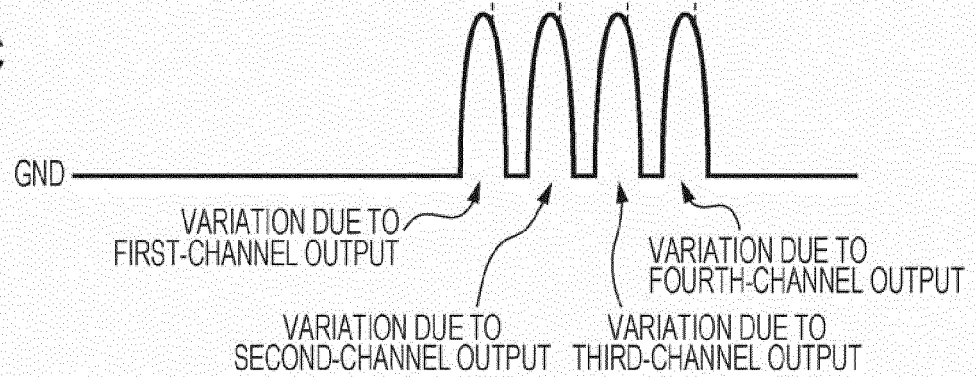 GND
VARIATION DUE TO
FIRST-CHANNEL OUTPUT
VARIATION DUE TO
SECOND-CHANNEL OUTPUT
VARIATION DUE TO
THIRD-CHANNEL OUTPUT
VARIATION DUE TO
FOURTH-CHANNEL OUTPUT